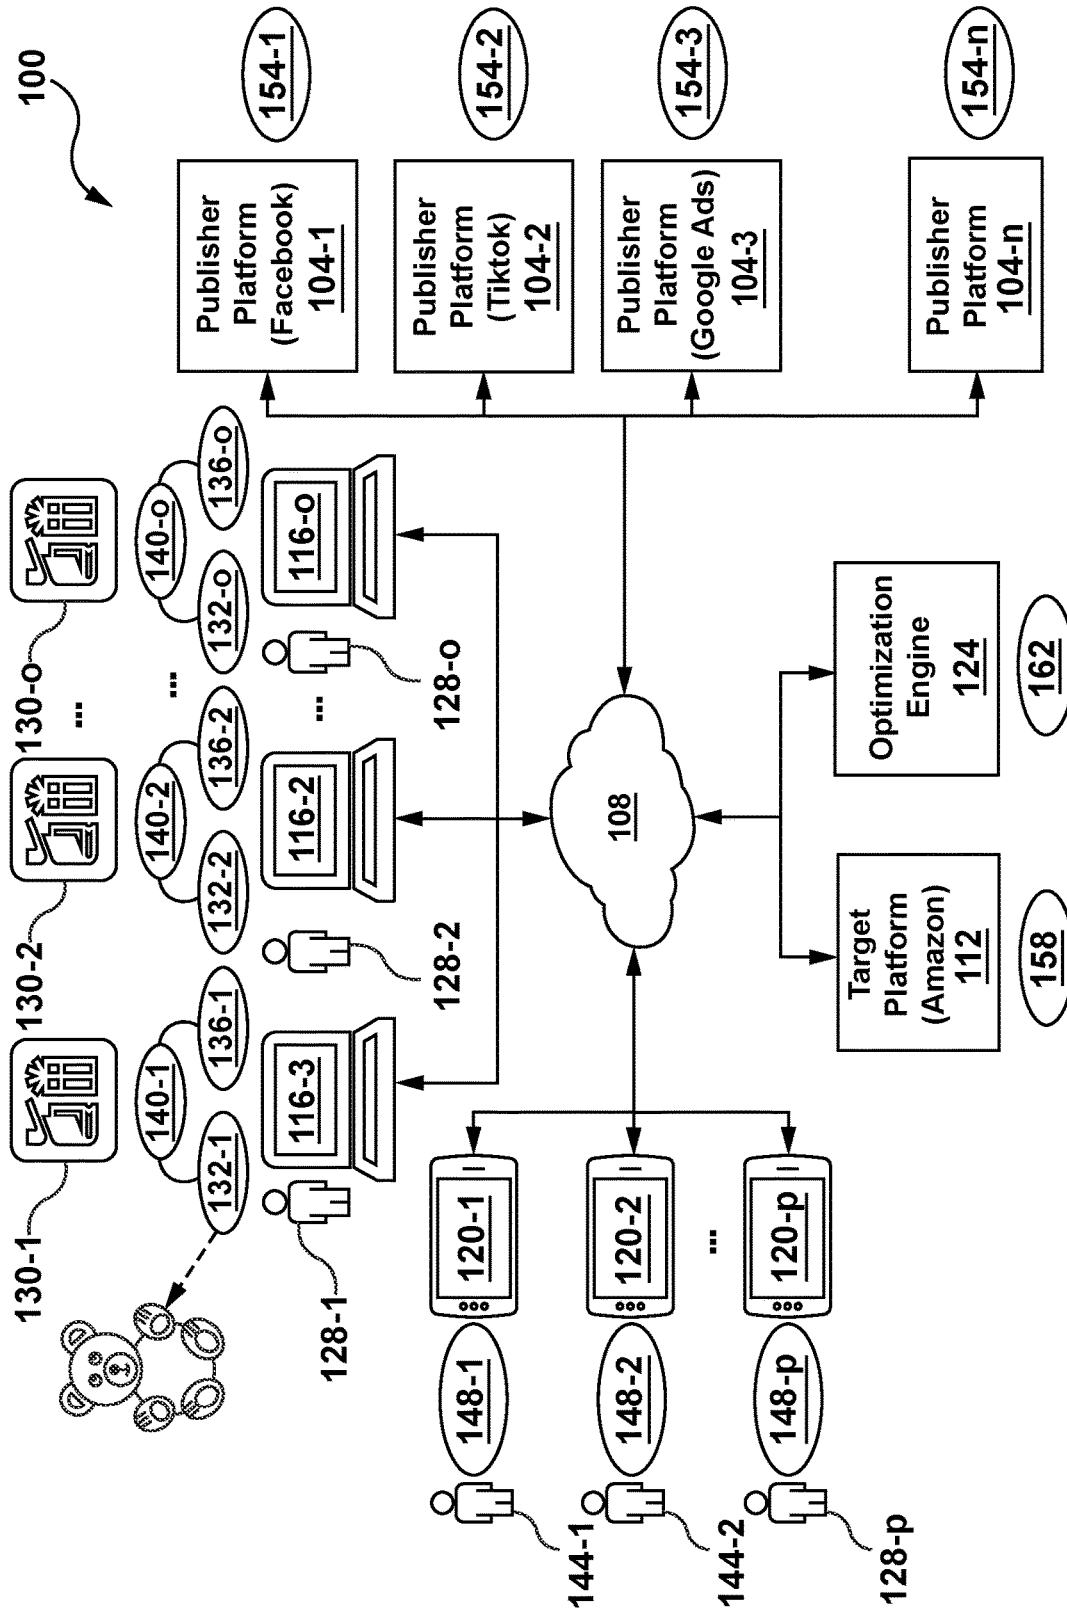 100
130-1
130-2
...
130-o
140-1
140-2
...
140-o
132-1
136-1
132-2
136-2
132-o
136-o
116-3
116-2
...
116-o
128-1
128-2
128-o
154-1
154-2
154-3
154-n
Publisher
Platform
(Facebook)
104-1
Publisher
Platform
(Tiktok)
104-2
Publisher
Platform
(Google Ads)
104-3
Publisher
Platform
104-n
108
144-1
148-1
120-1
144-2
148-2
120-2
...
128-p
148-p
120-p
Target
Platform
(Amazon)
112
158
Optimization
Engine
124
162